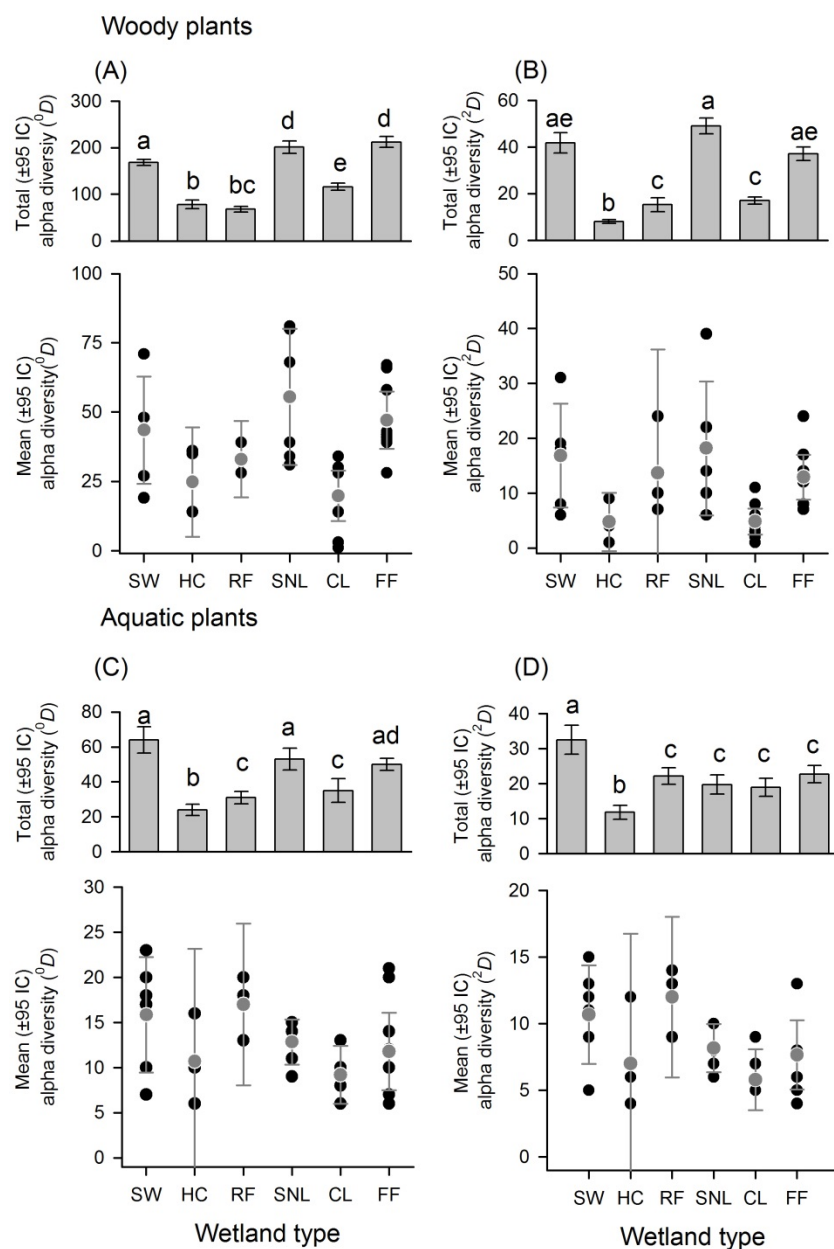 Woody plants
(A)
300
200
100
0
Total (±95 IC)
alpha diversity (⁰D)
a
b
bc
d
e
d
100
75
50
25
0
Mean (±95 IC)
alpha diversity(⁰D)
SW HC RF SNL CL FF
(B)
60
40
20
0
Total (±95 IC)
alpha diversity (²D)
ae
b
c
a
c
ae
50
40
30
20
10
0
Mean (±95 IC)
alpha diversity (²D)
SW HC RF SNL CL FF
Aquatic plants
(C)
80
60
40
20
0
Total (±95 IC)
alpha diversity (⁰D)
a
b
c
a
c
ad
30
25
20
15
10
5
0
Mean (±95 IC)
alpha diversity (⁰D)
SW HC RF SNL CL FF
Wetland type
(D)
40
30
20
10
0
Total (±95 IC)
alpha diversity (²D)
a
b
c
c
c
c
20
15
10
5
0
Mean (±95 IC)
alpha diversity (²D)
SW HC RF SNL CL FF
Wetland type